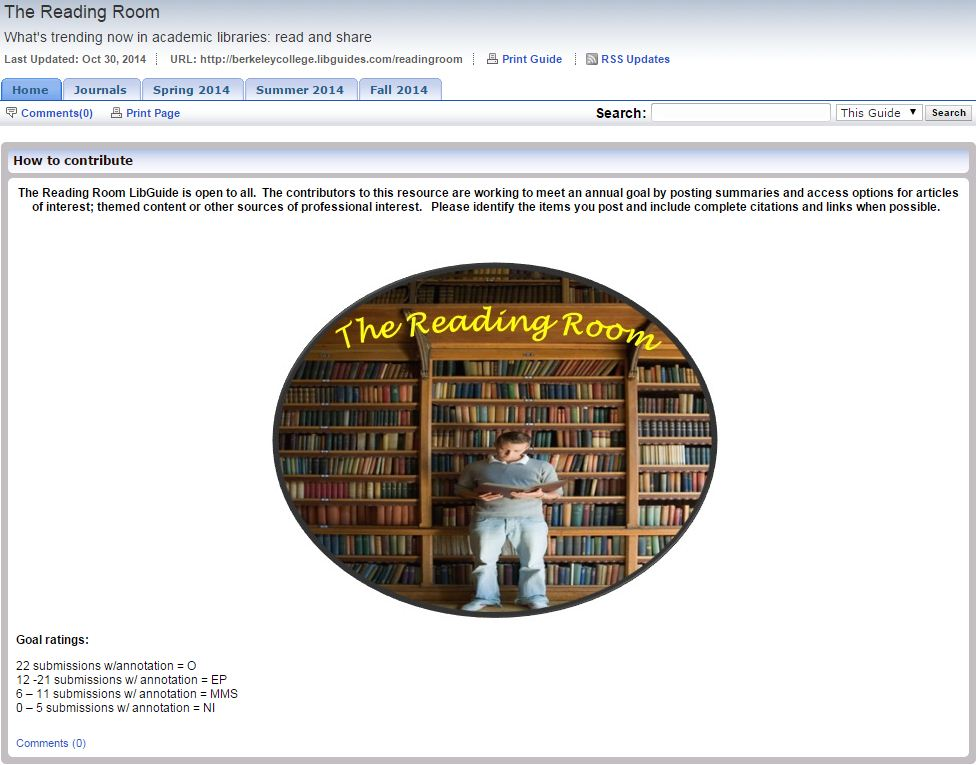 The Reading Room
What's trending now in academic libraries: read and share
Last Updated: Oct 30, 2014 URL: http://berkeleycollege.libguides.com/readingroom Print Guide RSS Updates
Home Journals Spring 2014 Summer 2014 Fall 2014
Comments(0) Print Page Search: This Guide Search
How to contribute
The Reading Room LibGuide is open to all. The contributors to this resource are working to meet an annual goal by posting summaries and access options for articles
of interest; themed content or other sources of professional interest. Please identify the items you post and include complete citations and links when possible.
The Reading Room
Goal ratings:
22 submissions w/annotation = O
12 -21 submissions w/ annotation = EP
6 – 11 submissions w/ annotation = MMS
0 – 5 submissions w/ annotation = NI
Comments (0)